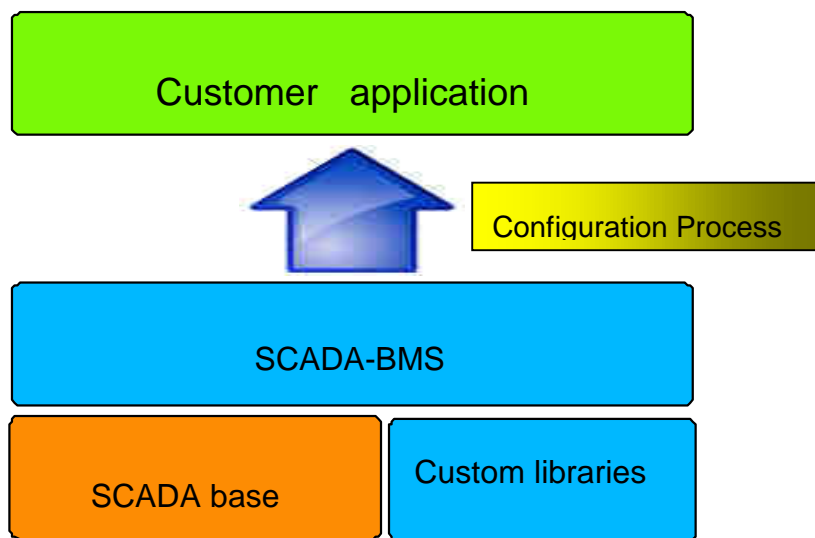 Customer application
Configuration Process
SCADA-BMS
SCADA base
Custom libraries